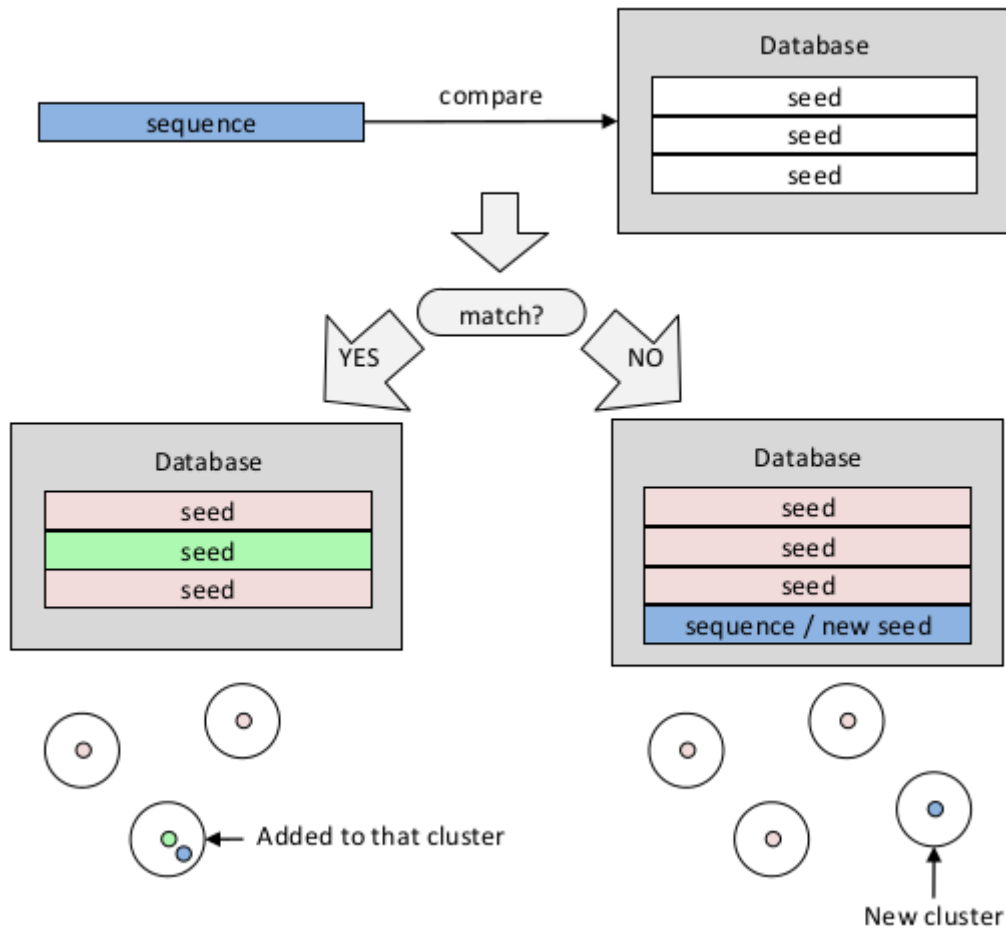 Database
compare
seed
sequence
seed
seed
match?
YES
NO
Database
seed
seed
seed
Database
seed
seed
seed
sequence / new seed
Added to that cluster
New cluster